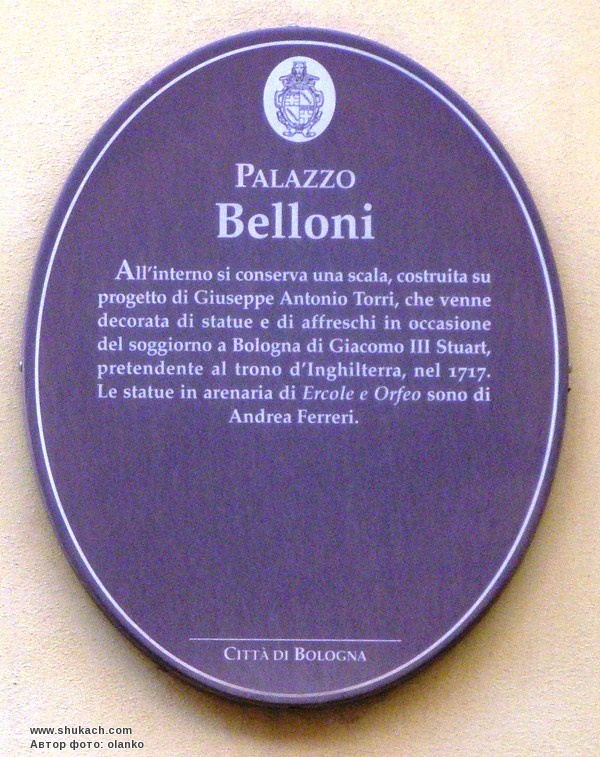 PALAZZO
Belloni
All'interno si conserva una scala, costruita su
progetto di Giuseppe Antonio Torri, che venne
decorata di statue e di affreschi in occasione
del soggiorno a Bologna di Giacomo III Stuart,
pretendente al trono d'Inghilterra, nel 1717.
Le statue in arenaria di Ercole e Orfeo sono di
Andrea Ferreri.
CITTÀ DI BOLOGNA
www.shukach.com
Автор фото: olanko